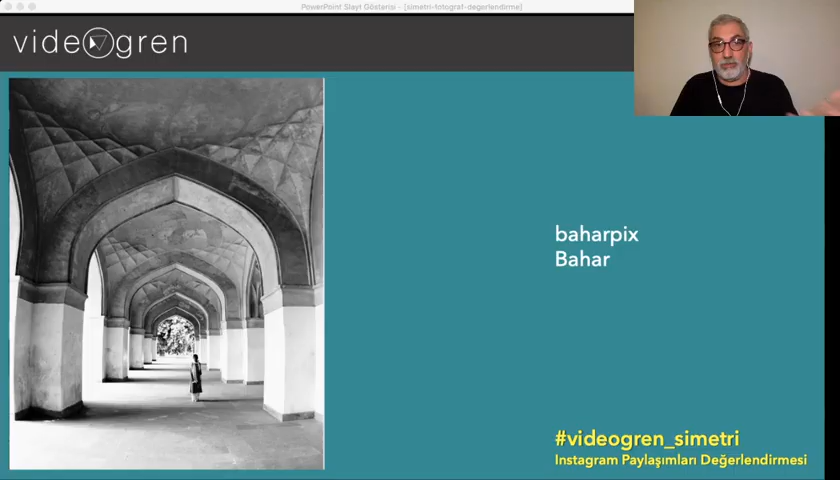 PowerPoint Slayt Gösterisi - [simetri-fotograf-degerlendirme]
videogren
baharpix
Bahar
#videogren_simetri
Instagram Paylaşımları Değerlendirmesi